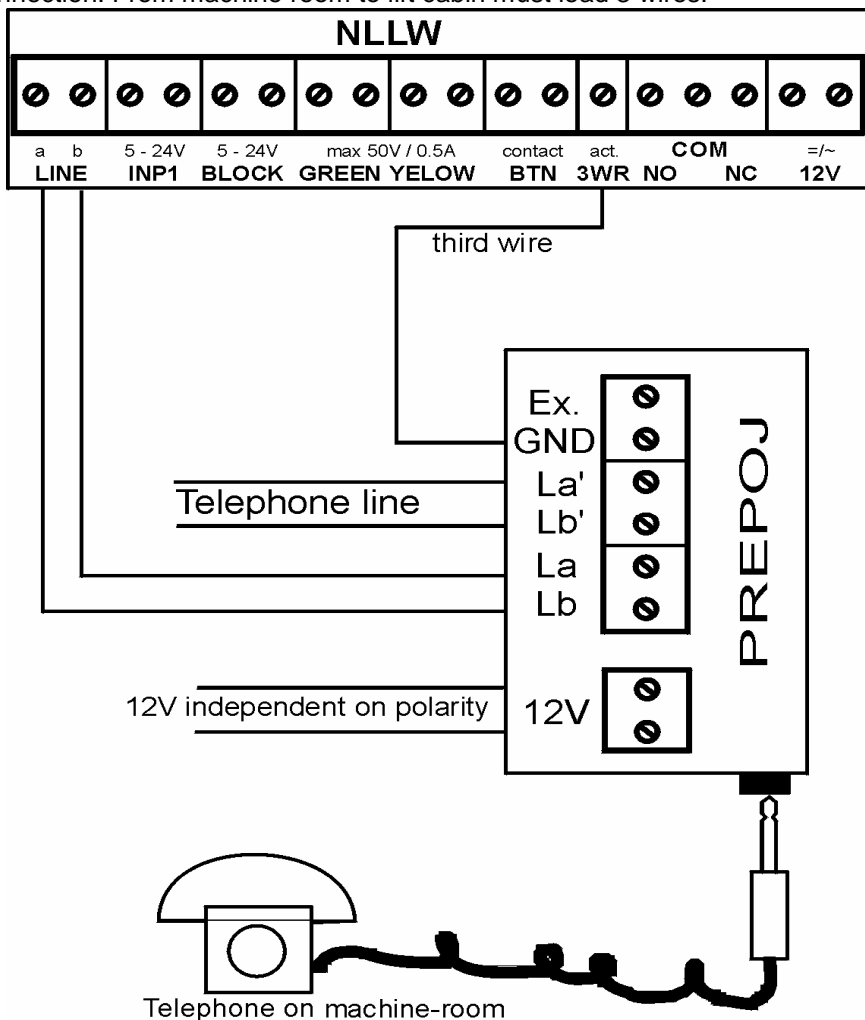 NLLW
a b 5 - 24V 5 - 24V max 50V / 0.5A contact act. COM =/~
LINE INP1 BLOCK GREEN YELOW BTN 3WR NO NC 12V
third wire
Ex.
GND
La'
Telephone line
Lb'
La
Lb
PREPOJ
12V independent on polarity
12V
Telephone on machine-room